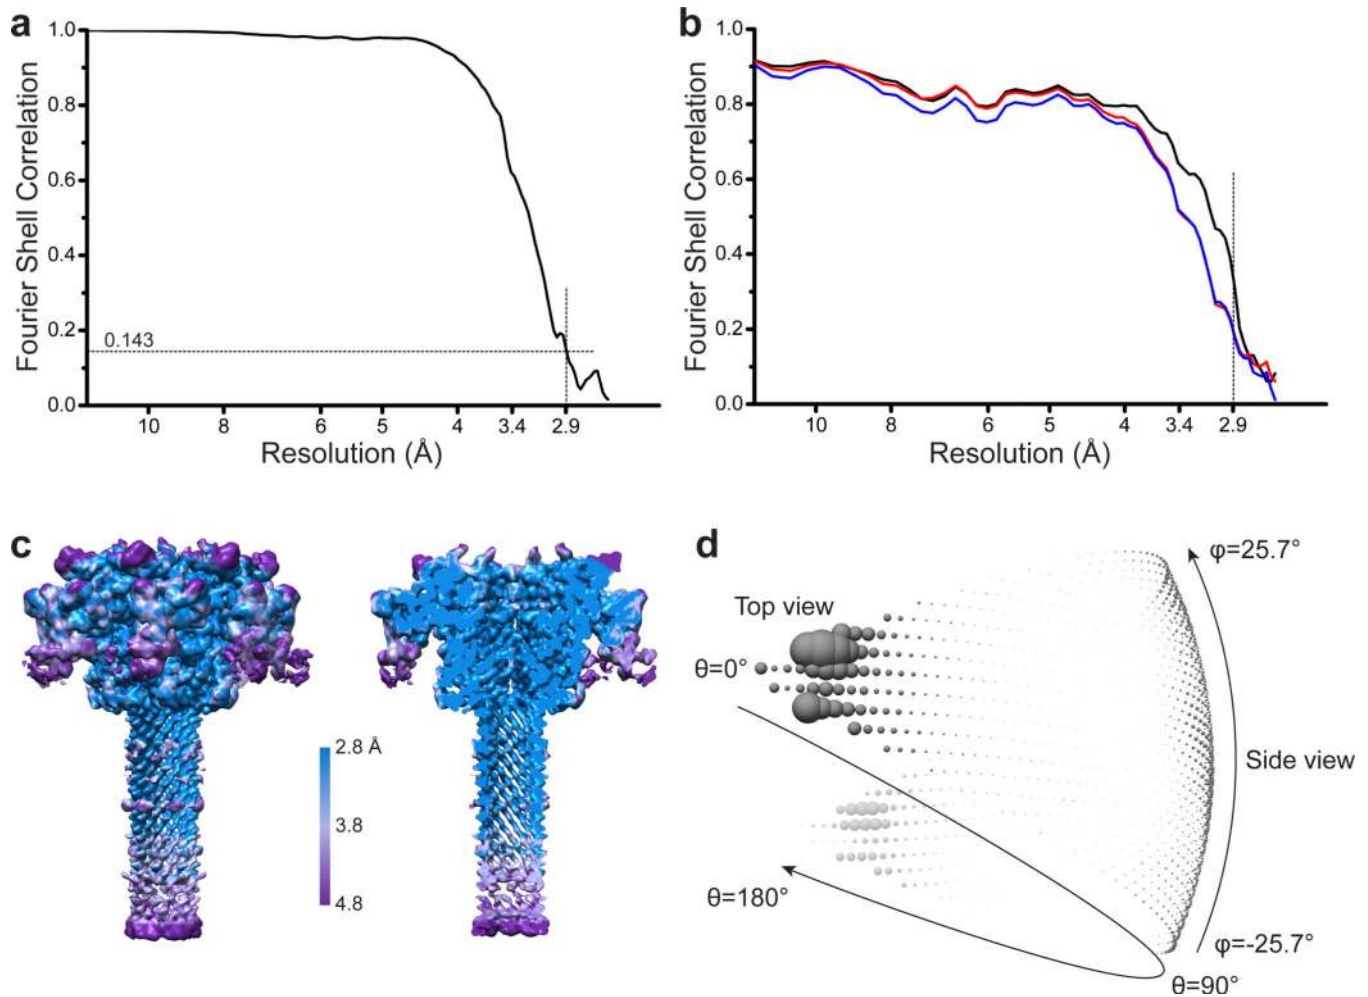 a
Fourier Shell Correlation
1.0
0.8
0.6
0.4
0.2
0.0
0.143
10 8 6 5 4 3.4 2.9
Resolution (Å)
b
Fourier Shell Correlation
1.0
0.8
0.6
0.4
0.2
0.0
10 8 6 5 4 3.4 2.9
Resolution (Å)
c
2.8 Å
3.8
4.8
d
φ=25.7°
Top view
θ=0°
Side view
θ=180°
φ=-25.7°
θ=90°